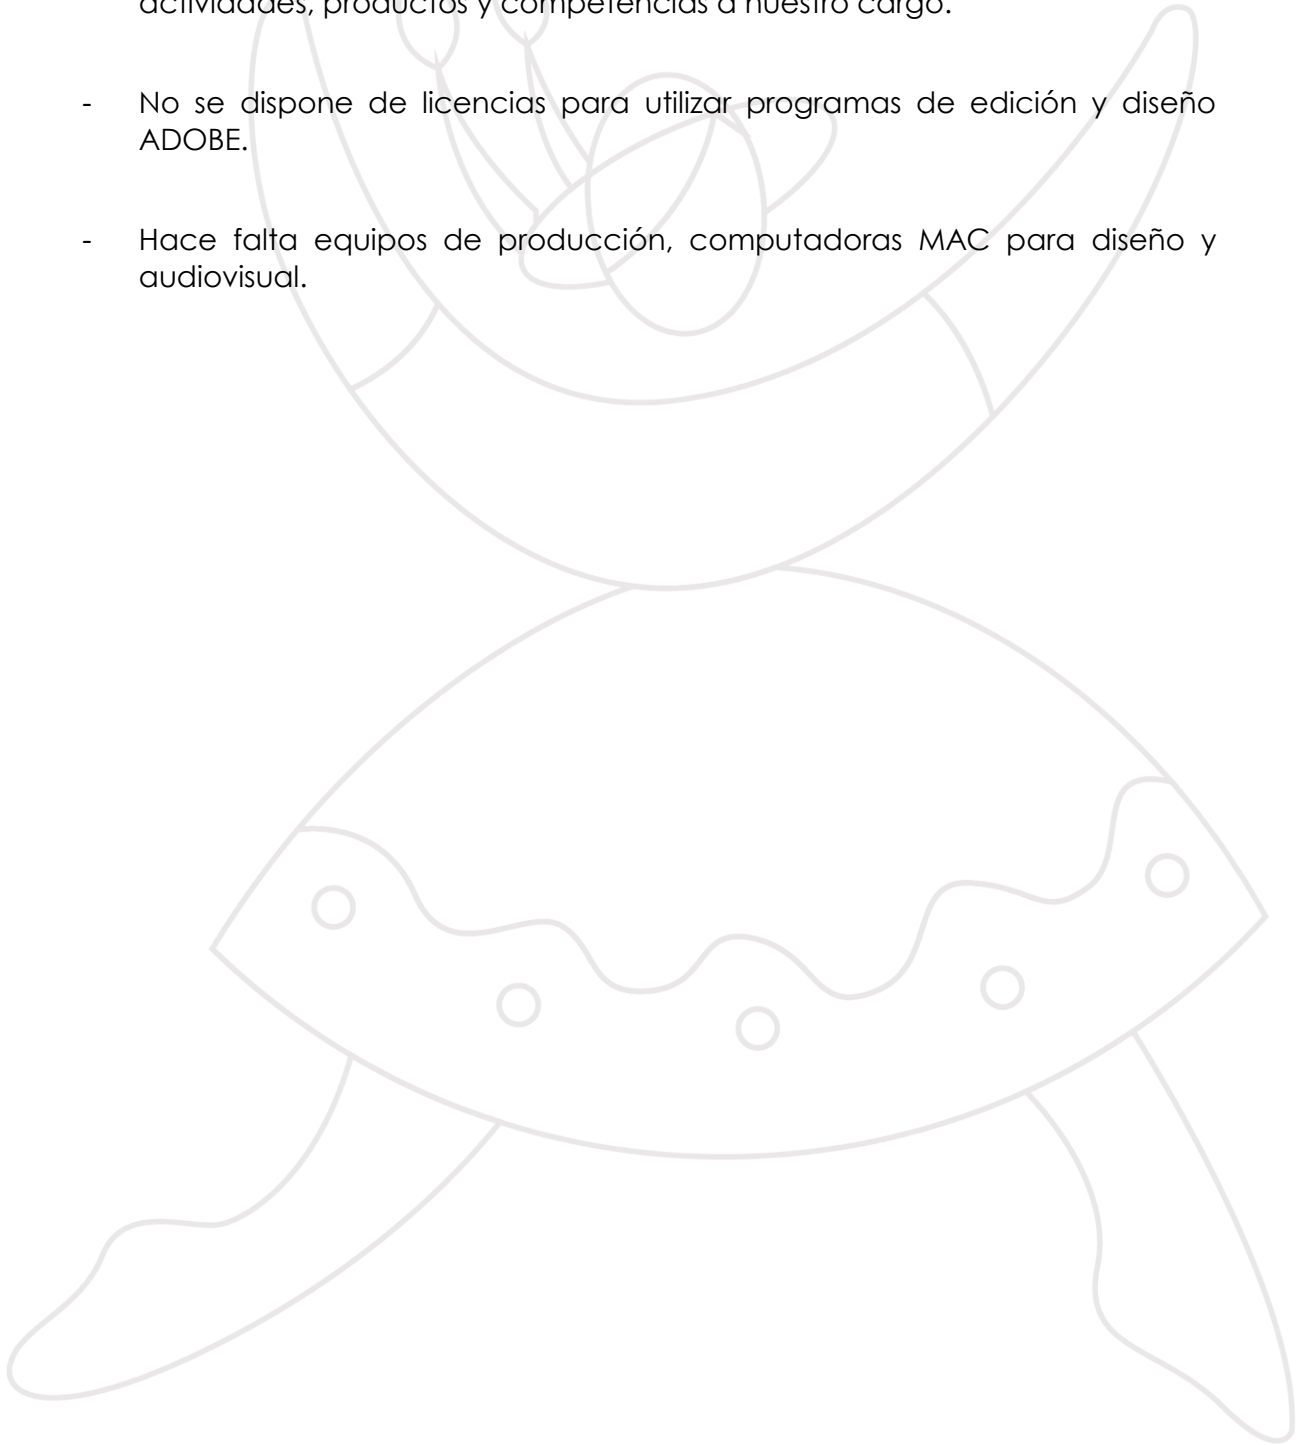 actividades, productos y competencias a nuestro cargo.
- No se dispone de licencias para utilizar programas de edición y diseño
ADOBE.
- Hace falta equipos de producción, computadoras MAC para diseño y
audiovisual.